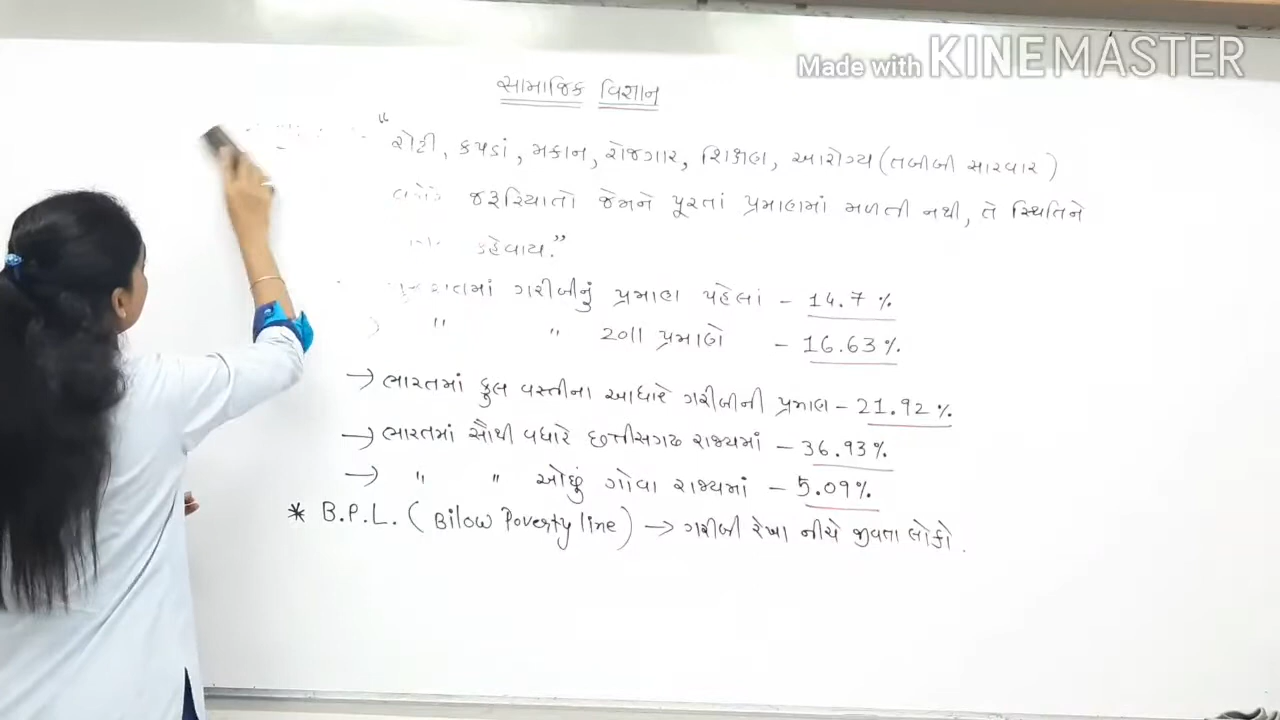 Made with KINEMASTER
સામાજિક વિજ્ઞાન
"રોટી, કપડાં, મકાન, રોજગાર, શિક્ષણ, આરોગ્ય (તબીબી સારવાર)
જરૂરિયાતો જેમને પૂરતાં પ્રમાણમાં મળતી નથી, તે સ્થિતિને
કહેવાય."
ગરીબીનું પ્રમાણ પહેલાં - 14.7 %
" " 2011 પ્રમાણે - 16.63%.
→ ભારતમાં કુલ વસ્તીના આધારે ગરીબીની પ્રમાણ - 21.92 %
→ ભારતમાં સૌથી વધારે છત્તીસગઢ રાજ્યમાં - 36.93%.
→ " " ઓછું ગોવા રાજ્યમાં - 5.09%.
* B.P.L. (Bilow Poverty line) → ગરીબી રેખા નીચે જીવતા લોકો.